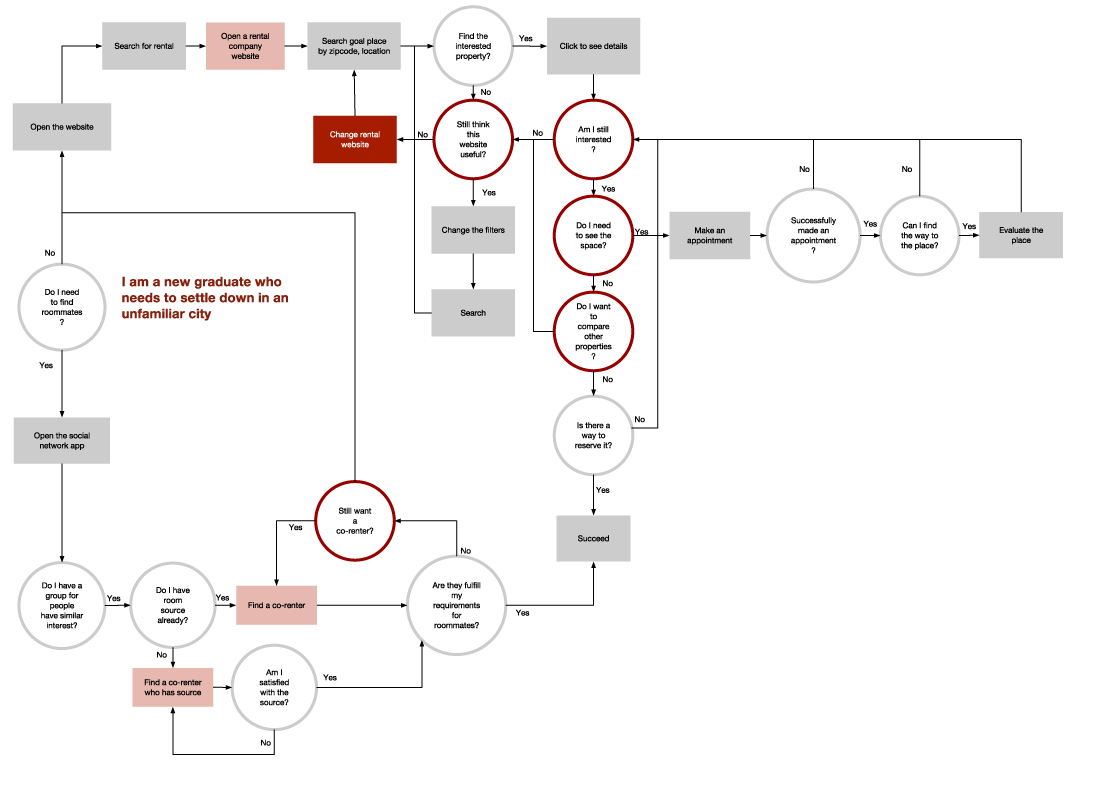 Search for rental
Open a rental
company
website
Search goal place
by zipcode, location
Find the
interested
property?
Yes
Click to see details
No
Open the website
Change rental
website
No
Still think
this
website
useful?
No
Am I still
interested
?
Yes
Yes
No
No
Change the filters
Do I need
to see the
space?
Yes
Make an
appointment
Successfully
made an
appointment
?
Yes
Can I find
the way to
the place?
Yes
Evaluate the
place
No
No
Do I need
to find
roommates
?
I am a new graduate who
needs to settle down in an
unfamiliar city
Search
Do I want
to
compare
other
properties
?
Yes
No
Open the social
network app
Is there a
way to
reserve it?
No
Yes
Still want
a
co-renter?
Yes
Succeed
No
Do I have a
group for
people
have similar
interest?
Yes
Do I have
room
source
already?
Yes
Find a co-renter
Are they fulfill
my
requirements
for
roommates?
Yes
No
Find a co-renter
who has source
Am I
satisfied
with the
source?
Yes
No